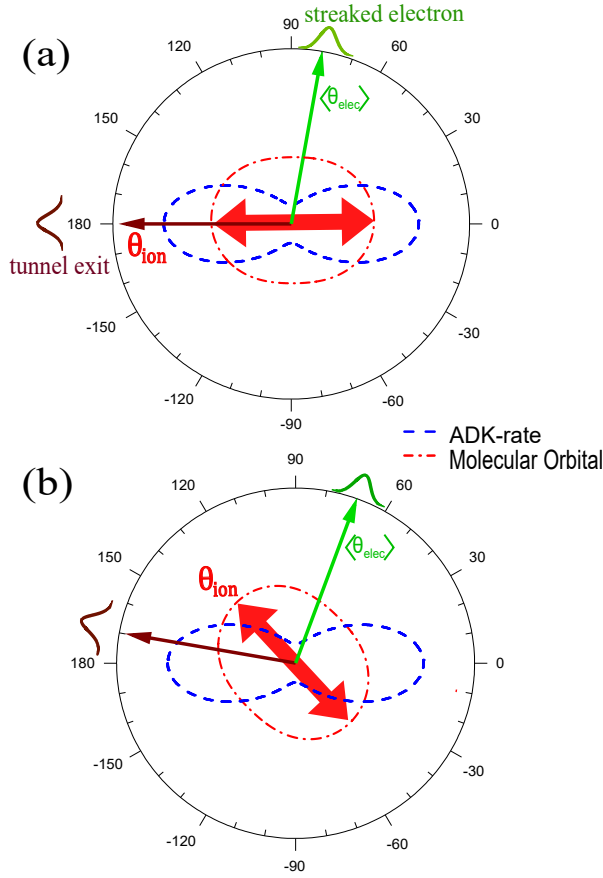 streaked electron
(a)
90
120
60
⟨θelec⟩
150
30
180
0
θion
tunnel exit
-150
-30
-120
-60
-90
ADK-rate
Molecular Orbital
(b)
90
120
60
⟨θelec⟩
150
30
θion
180
0
-150
-30
-120
-60
-90